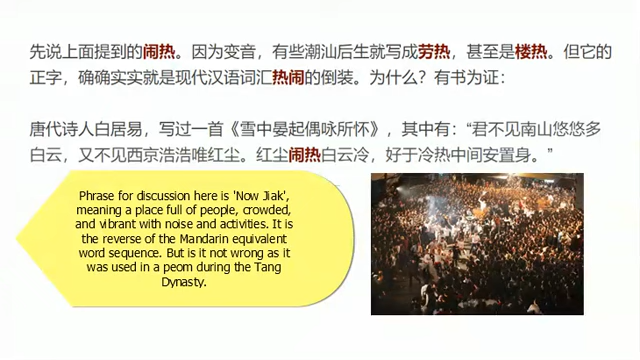 先说上面提到的闹热。因为变音，有些潮汕后生就写成劳热，甚至是楼热。但它的
正字，确确实实就是现代汉语词汇热闹的倒装。为什么？有书为证：
唐代诗人白居易，写过一首《雪中晏起偶咏所怀》，其中有：“君不见南山悠悠多
白云，又不见西京浩浩唯红尘。红尘闹热白云冷，好于冷热中间安置身。”
Phrase for discussion here is 'Now Jiak',
meaning a place full of people, crowded,
and vibrant with noise and activities. It is
the reverse of the Mandarin equivalent
word sequence. But is it not wrong as it
was used in a peom during the Tang
Dynasty.